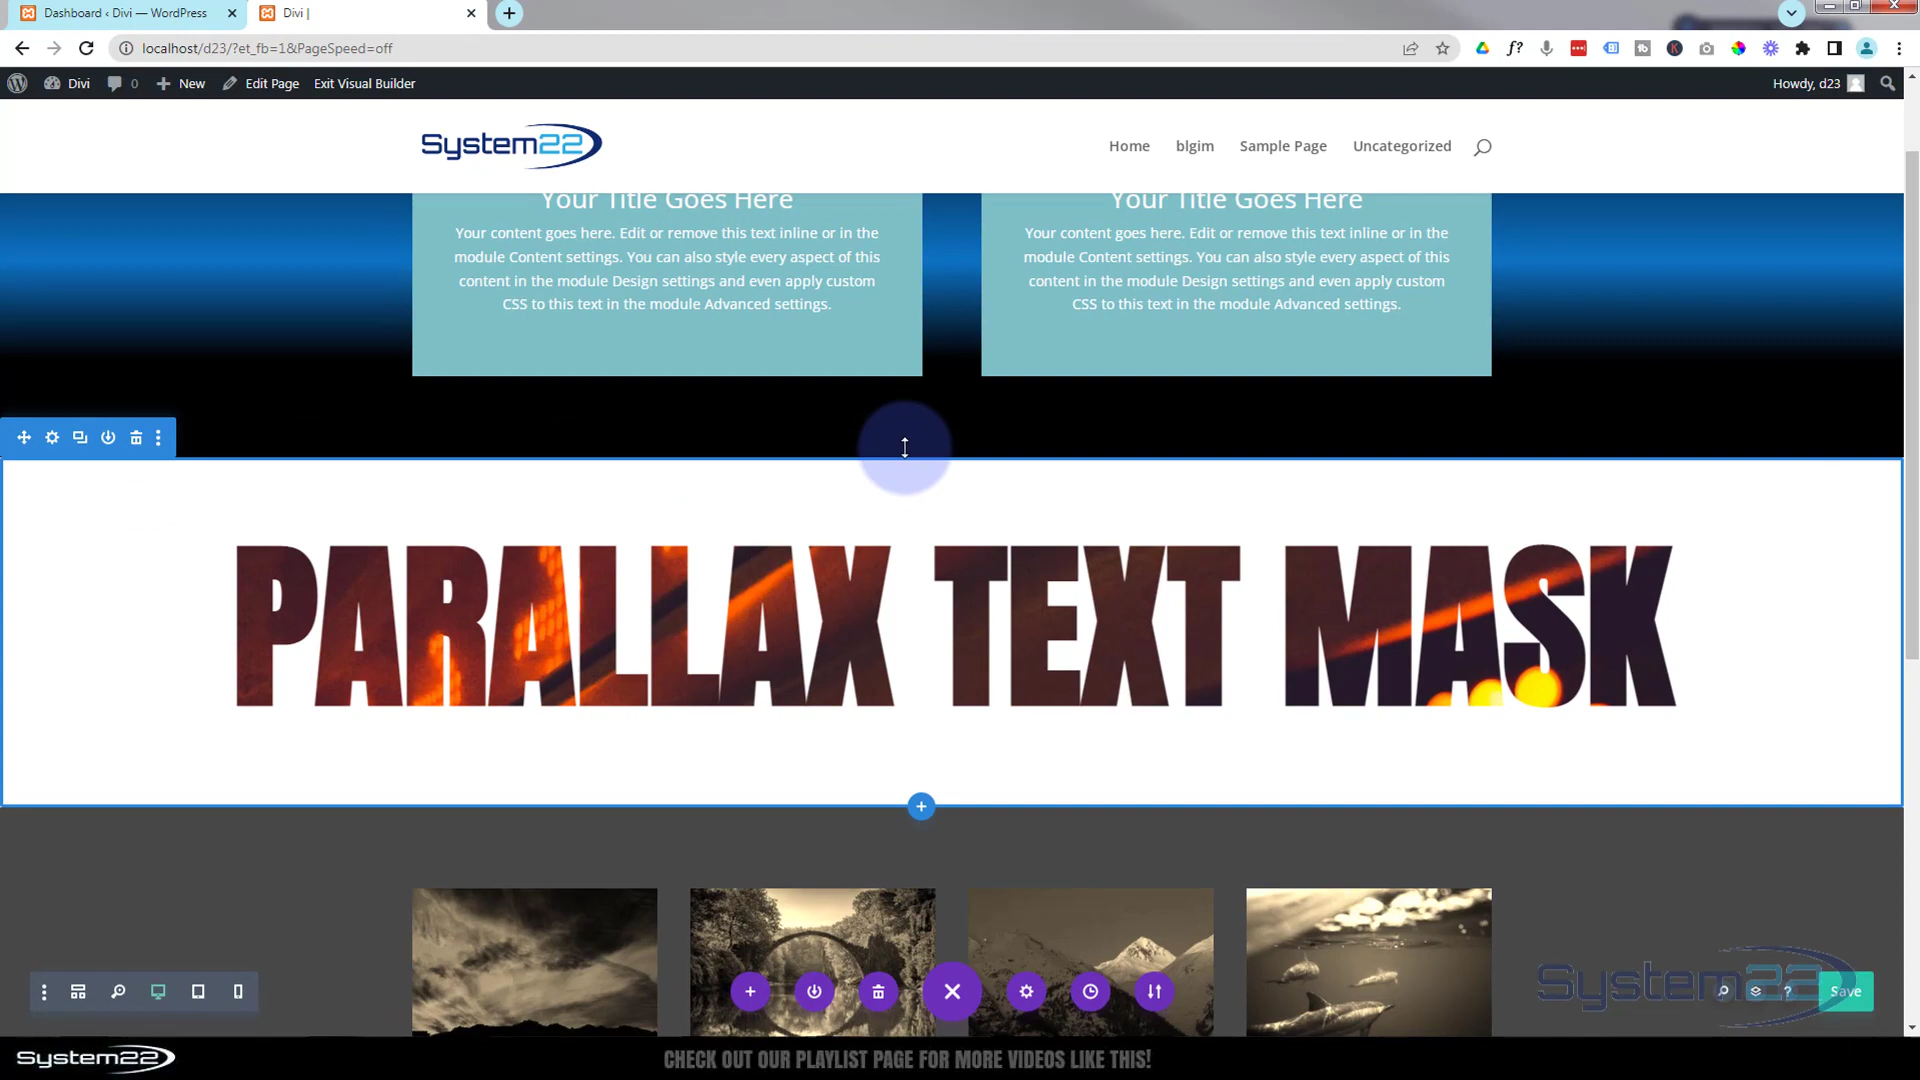 Dashboard ‹ Divi — WordPress
Divi |
localhost/d23/?et_fb=1&PageSpeed=off
Divi 0 New Edit Page Exit Visual Builder Howdy, d23
System22
Home blgim Sample Page Uncategorized
Your Title Goes Here
Your content goes here. Edit or remove this text inline or in the
module Content settings. You can also style every aspect of this
content in the module Design settings and even apply custom
CSS to this text in the module Advanced settings.
Your Title Goes Here
Your content goes here. Edit or remove this text inline or in the
module Content settings. You can also style every aspect of this
content in the module Design settings and even apply custom
CSS to this text in the module Advanced settings.
PARALLAX TEXT MASK
System22
Save
System22
CHECK OUT OUR PLAYLIST PAGE FOR MORE VIDEOS LIKE THIS!